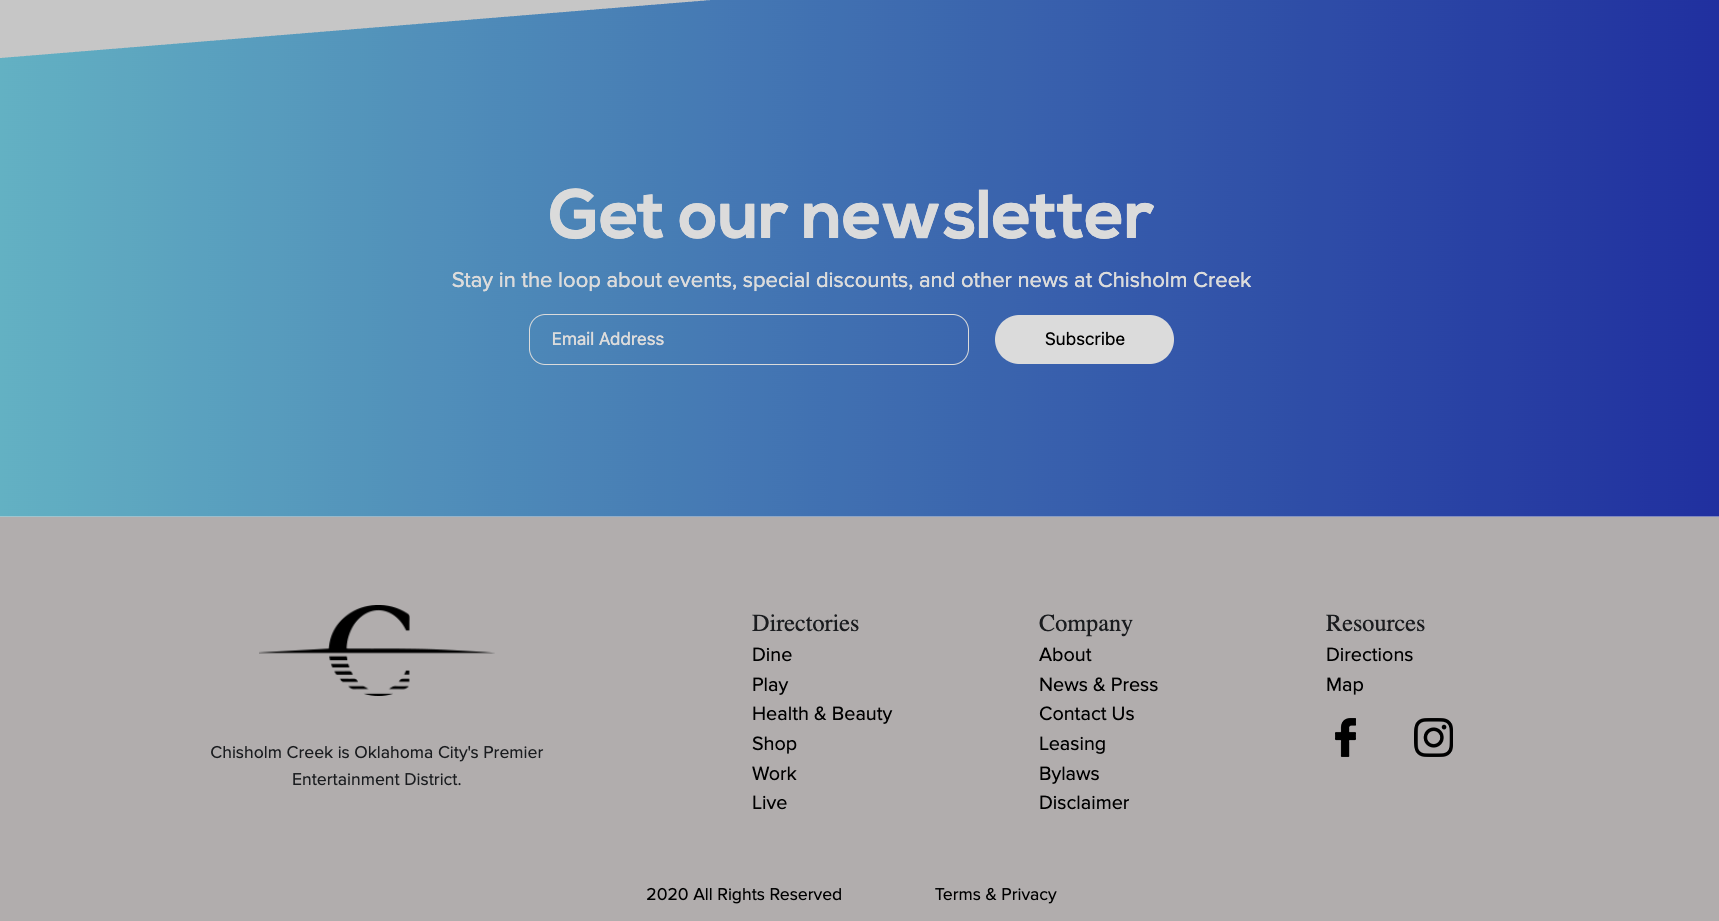 Get our newsletter
Stay in the loop about events, special discounts, and other news at Chisholm Creek
Email Address
Subscribe
Chisholm Creek is Oklahoma City's Premier
Entertainment District.
Directories
Dine
Play
Health & Beauty
Shop
Work
Live
Company
About
News & Press
Contact Us
Leasing
Bylaws
Disclaimer
Resources
Directions
Map
2020 All Rights Reserved
Terms & Privacy